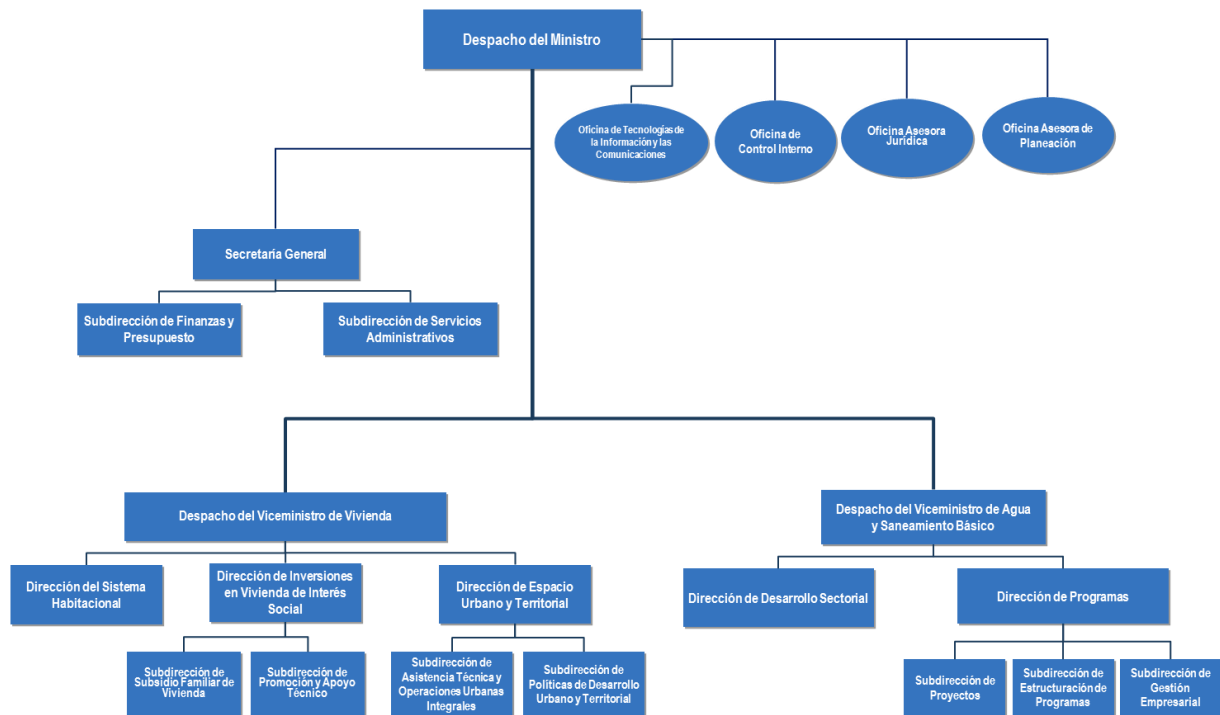 Despacho del Ministro
Oficina de Tecnologías de
la Información y las
Comunicaciones
Oficina de
Control Interno
Oficina Asesora
Jurídica
Oficina Asesora de
Planeación
Secretaría General
Subdirección de Finanzas y
Presupuesto
Subdirección de Servicios
Administrativos
Despacho del Viceministro de Vivienda
Despacho del Viceministro de Agua
y Saneamiento Básico
Dirección del Sistema
Habitacional
Dirección de Inversiones
en Vivienda de Interés
Social
Dirección de Espacio
Urbano y Territorial
Dirección de Desarrollo Sectorial
Dirección de Programas
Subdirección de
Subsidio Familiar de
Vivienda
Subdirección de
Promoción y Apoyo
Técnico
Subdirección de
Asistencia Técnica y
Operaciones Urbanas
Integrales
Subdirección de
Políticas de Desarrollo
Urbano y Territorial
Subdirección de
Proyectos
Subdirección de
Estructuración de
Programas
Subdirección de
Gestión
Empresarial